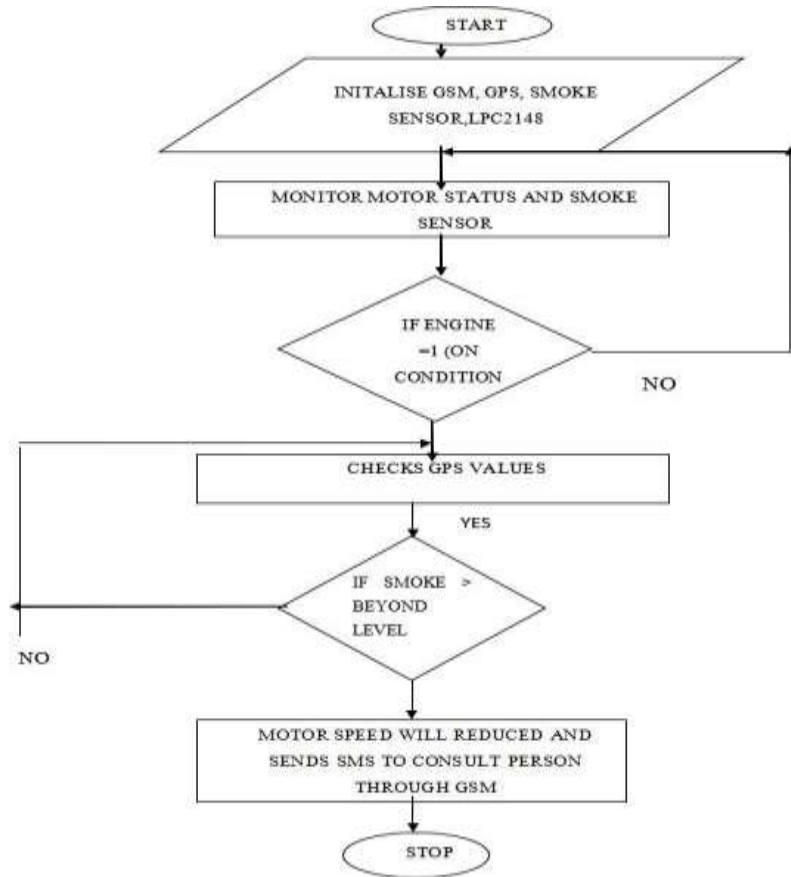 START
INITALISE GSM, GPS, SMOKE
SENSOR,LPC2148
MONITOR MOTOR STATUS AND SMOKE
SENSOR
IF ENGINE
=1 (ON
CONDITION
NO
CHECKS GPS VALUES
YES
IF SMOKE >
BEYOND
LEVEL
NO
MOTOR SPEED WILL REDUCED AND
SENDS SMS TO CONSULT PERSON
THROUGH GSM
STOP